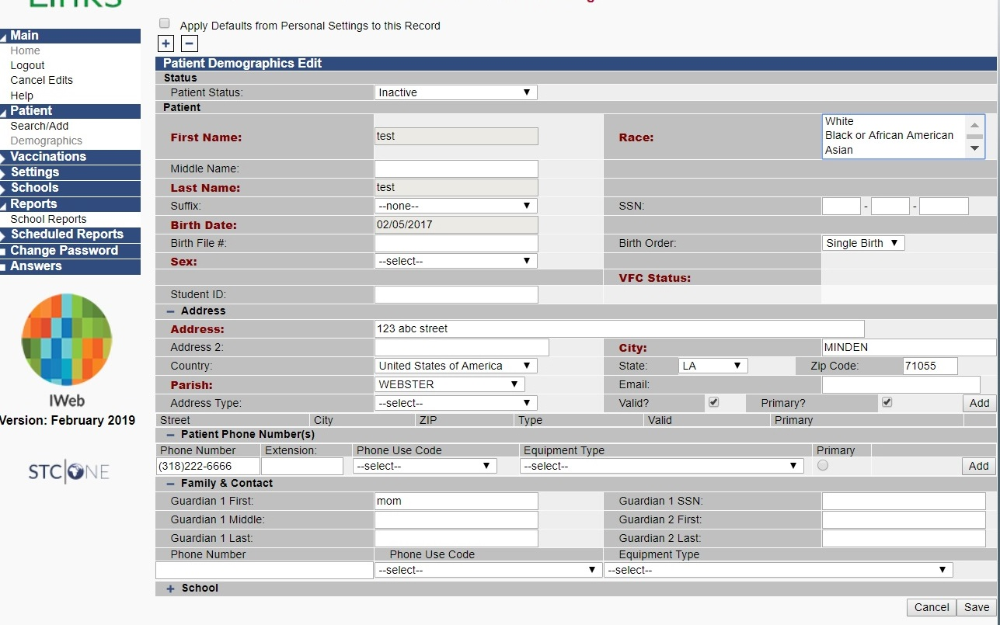 Links
Apply Defaults from Personal Settings to this Record
+ −
Main
Home
Logout
Cancel Edits
Help
Patient
Search/Add
Demographics
Vaccinations
Settings
Schools
Reports
School Reports
Scheduled Reports
Change Password
Answers
IWeb
Version: February 2019
STC|ONE
Patient Demographics Edit
Status
Patient Status: Inactive
Patient
First Name: test Race: White
Black or African American
Asian
Middle Name:
Last Name: test
Suffix: --none-- SSN: - -
Birth Date: 02/05/2017
Birth File #: Birth Order: Single Birth
Sex: --select--
VFC Status:
Student ID:
− Address
Address: 123 abc street
Address 2: City: MINDEN
Country: United States of America State: LA Zip Code: 71055
Parish: WEBSTER Email:
Address Type: --select-- Valid? Primary? Add
Street City ZIP Type Valid Primary
− Patient Phone Number(s)
Phone Number Extension: Phone Use Code Equipment Type Primary
(318)222-6666 --select-- --select-- Add
− Family & Contact
Guardian 1 First: mom Guardian 1 SSN:
Guardian 1 Middle: Guardian 2 First:
Guardian 1 Last: Guardian 2 Last:
Phone Number Phone Use Code Equipment Type
--select-- --select--
+ School
Cancel Save